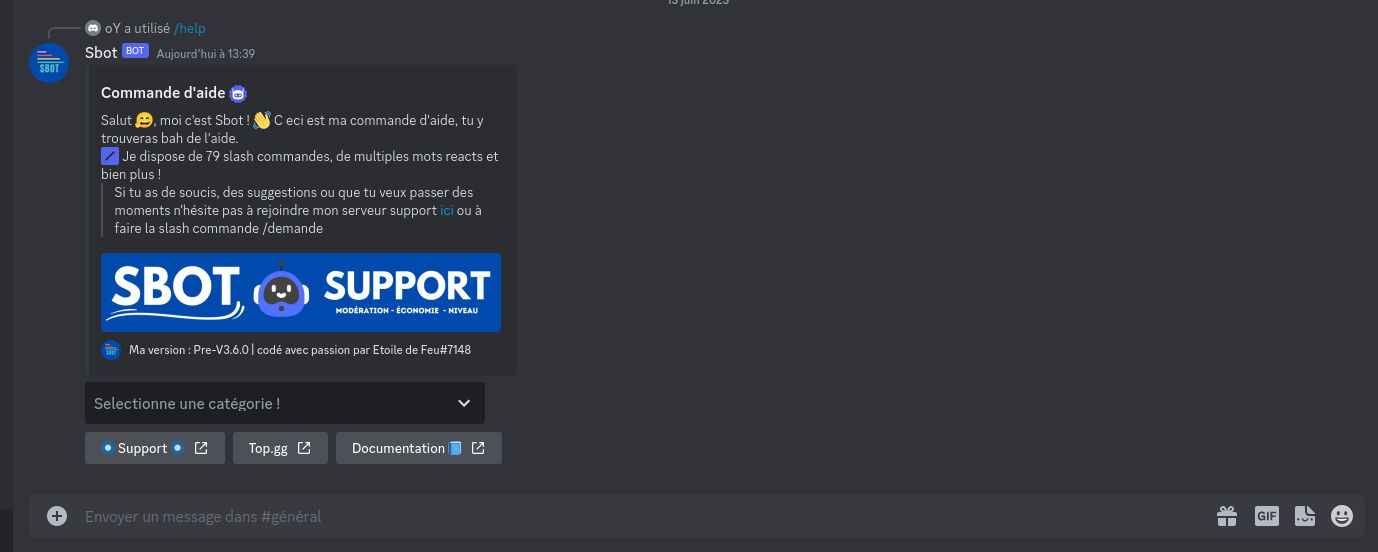 13 juin 2023
oY a utilisé /help
Sbot BOT Aujourd'hui à 13:39
SBOT
Commande d'aide
Salut 🤗, moi c'est Sbot ! 👋 C eci est ma commande d'aide, tu y
trouveras bah de l'aide.
Je dispose de 79 slash commandes, de multiples mots reacts et
bien plus !
Si tu as de soucis, des suggestions ou que tu veux passer des
moments n'hésite pas à rejoindre mon serveur support ici ou à
faire la slash commande /demande
SBOT SUPPORT
MODÉRATION - ÉCONOMIE - NIVEAU
Ma version : Pre-V3.6.0 | codé avec passion par Etoile de Feu#7148
Selectionne une catégorie !
Support Top.gg Documentation
Envoyer un message dans #général
GIF